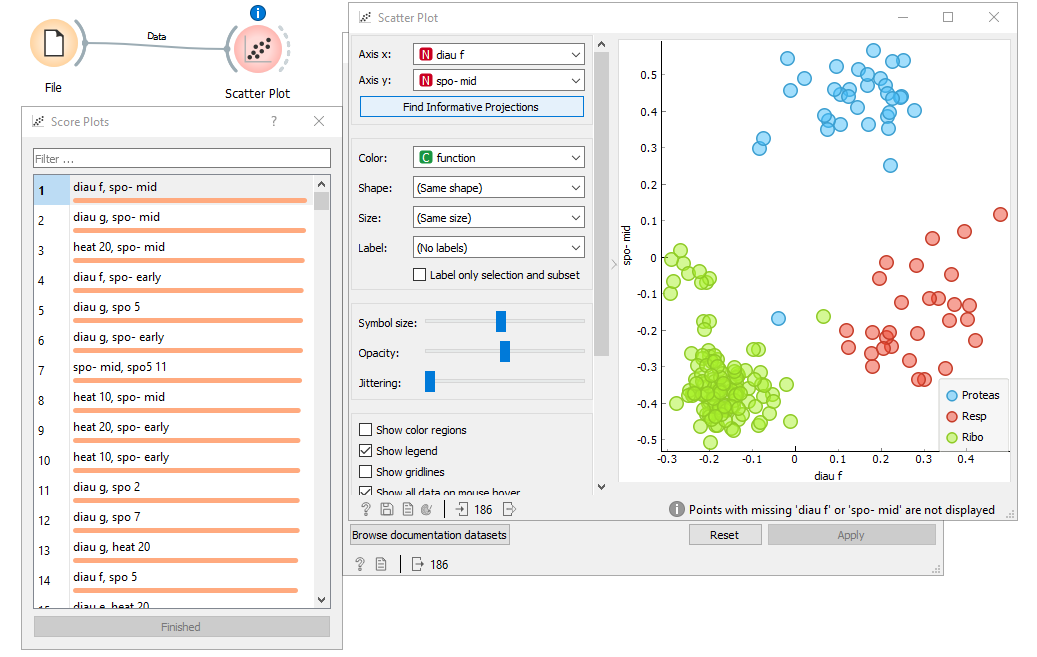 i
Data
File
Scatter Plot
Score Plots
?
Filter ...
1 diau f, spo- mid
2 diau g, spo- mid
3 heat 20, spo- mid
4 diau f, spo- early
5 diau g, spo 5
6 diau g, spo- early
7 spo- mid, spo5 11
8 heat 10, spo- mid
9 heat 20, spo- early
10 heat 10, spo- early
11 diau g, spo 2
12 diau g, spo 7
13 diau g, heat 20
14 diau f, spo 5
15 diau e, heat 20
Finished
Scatter Plot
Axis x: N diau f
Axis y: N spo- mid
Find Informative Projections
Color: C function
Shape: (Same shape)
Size: (Same size)
Label: (No labels)
Label only selection and subset
Symbol size:
Opacity:
Jittering:
Show color regions
Show legend
Show gridlines
Show all data on mouse hover
? 186
spo- mid
0.5
0.4
0.3
0.2
0.1
0
-0.1
-0.2
-0.3
-0.4
-0.5
-0.3 -0.2 -0.1 0 0.1 0.2 0.3 0.4
diau f
Proteas
Resp
Ribo
i Points with missing 'diau f' or 'spo- mid' are not displayed
Browse documentation datasets
Reset
Apply
? 186